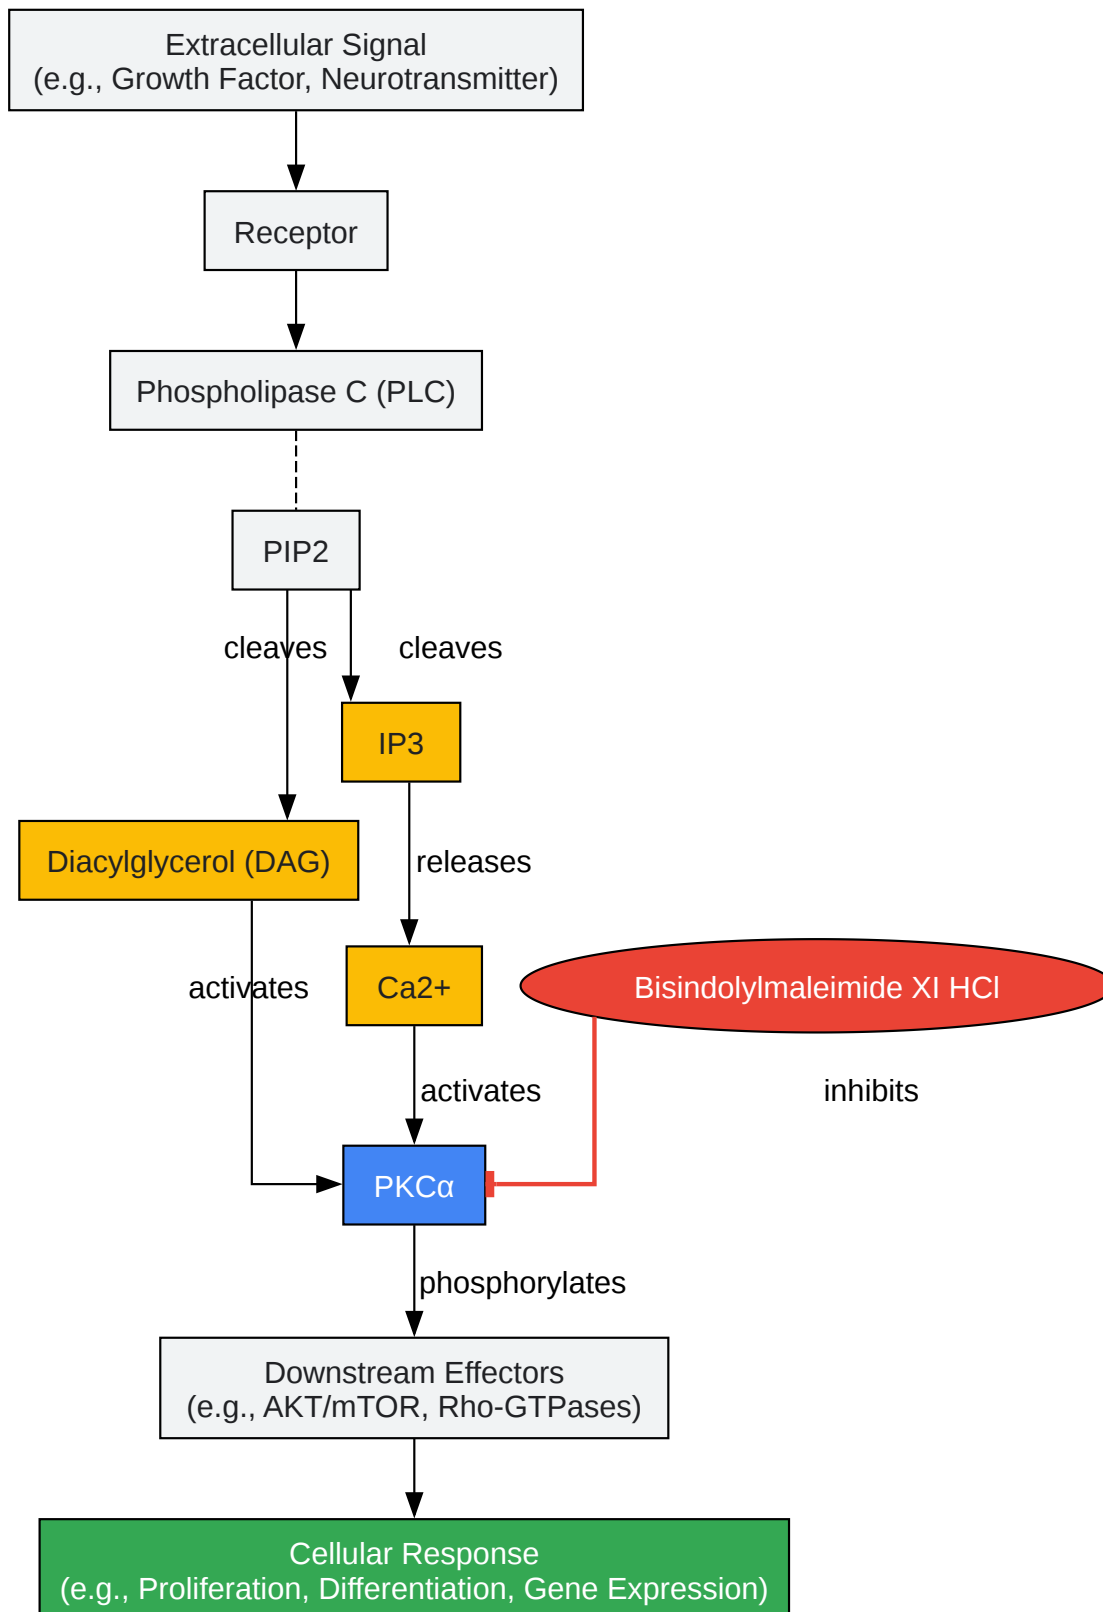 Extracellular Signal
(e.g., Growth Factor, Neurotransmitter)
Receptor
Phospholipase C (PLC)
PIP2
cleaves
cleaves
IP3
Diacylglycerol (DAG)
releases
activates
Ca2+
Bisindolylmaleimide XI HCl
activates
inhibits
PKCα
phosphorylates
Downstream Effectors
(e.g., AKT/mTOR, Rho-GTPases)
Cellular Response
(e.g., Proliferation, Differentiation, Gene Expression)